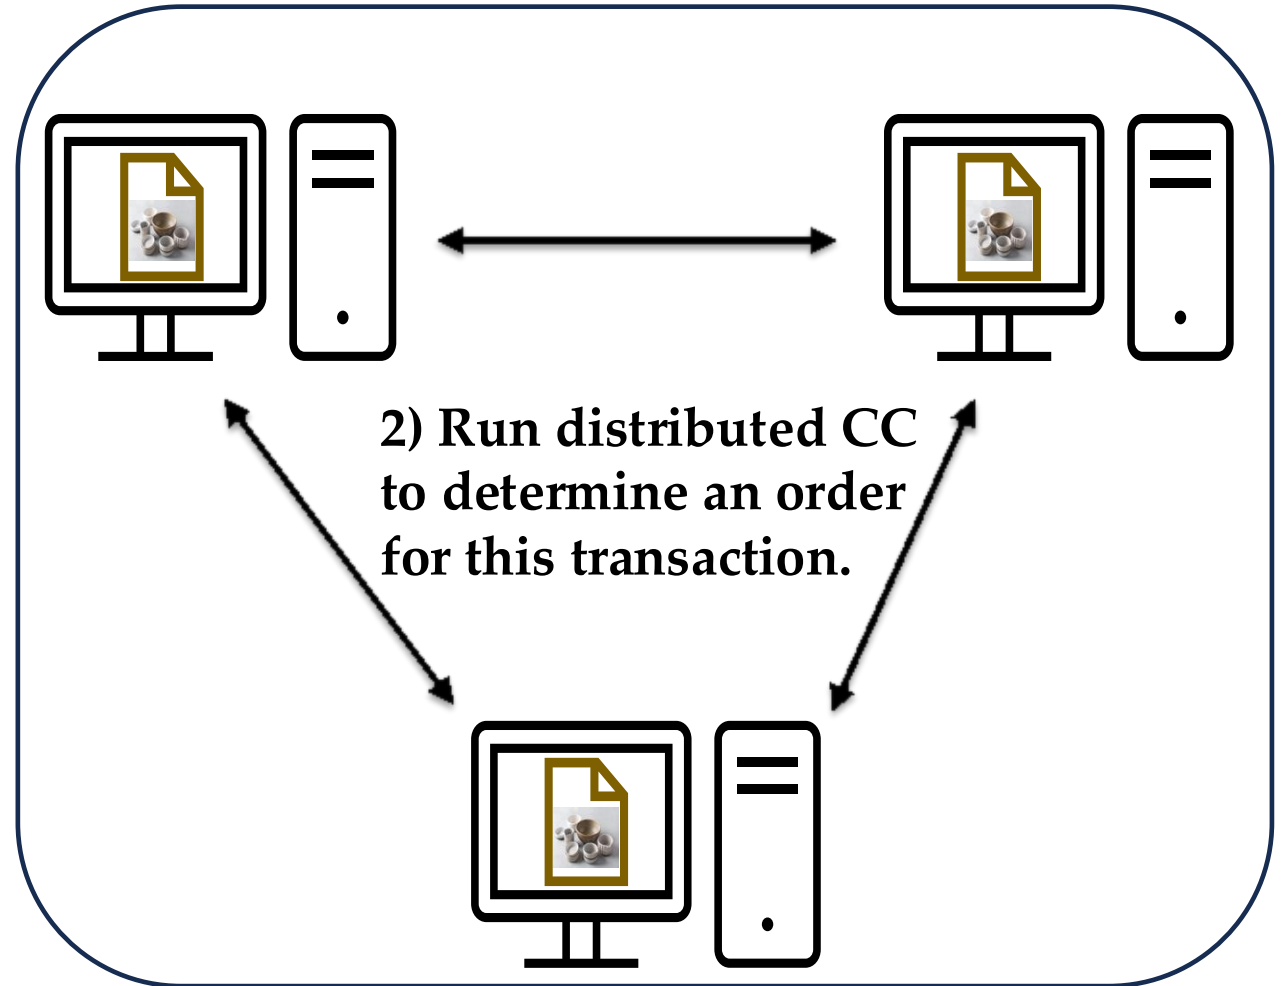 2) Run distributed CC
to determine an order
for this transaction.